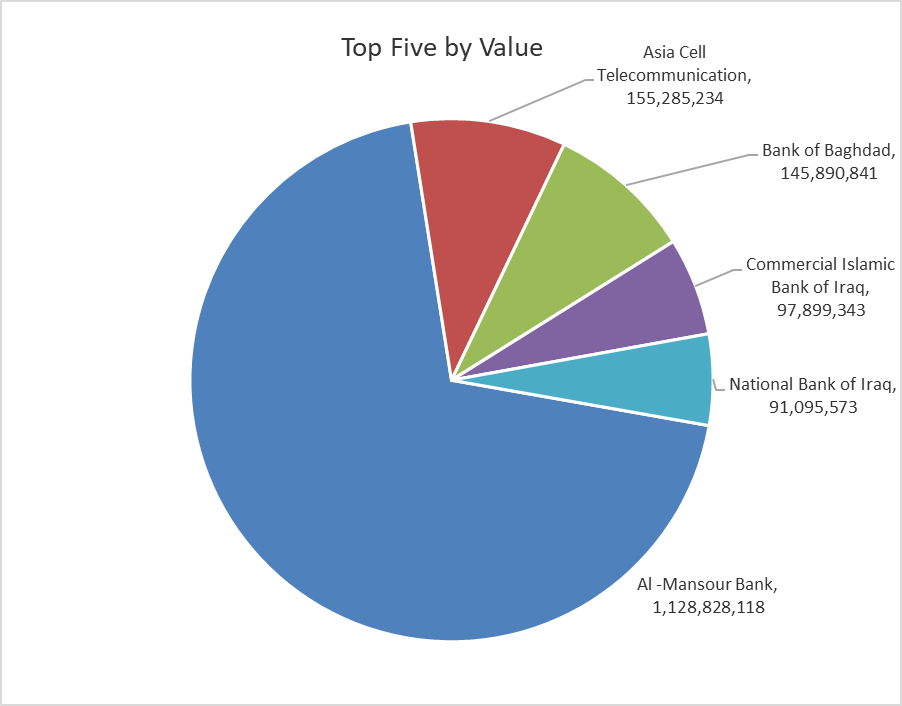 Top Five by Value
Asia Cell
Telecommunication,
155,285,234
Bank of Baghdad,
145,890,841
Commercial Islamic
Bank of Iraq,
97,899,343
National Bank of Iraq,
91,095,573
Al -Mansour Bank,
1,128,828,118